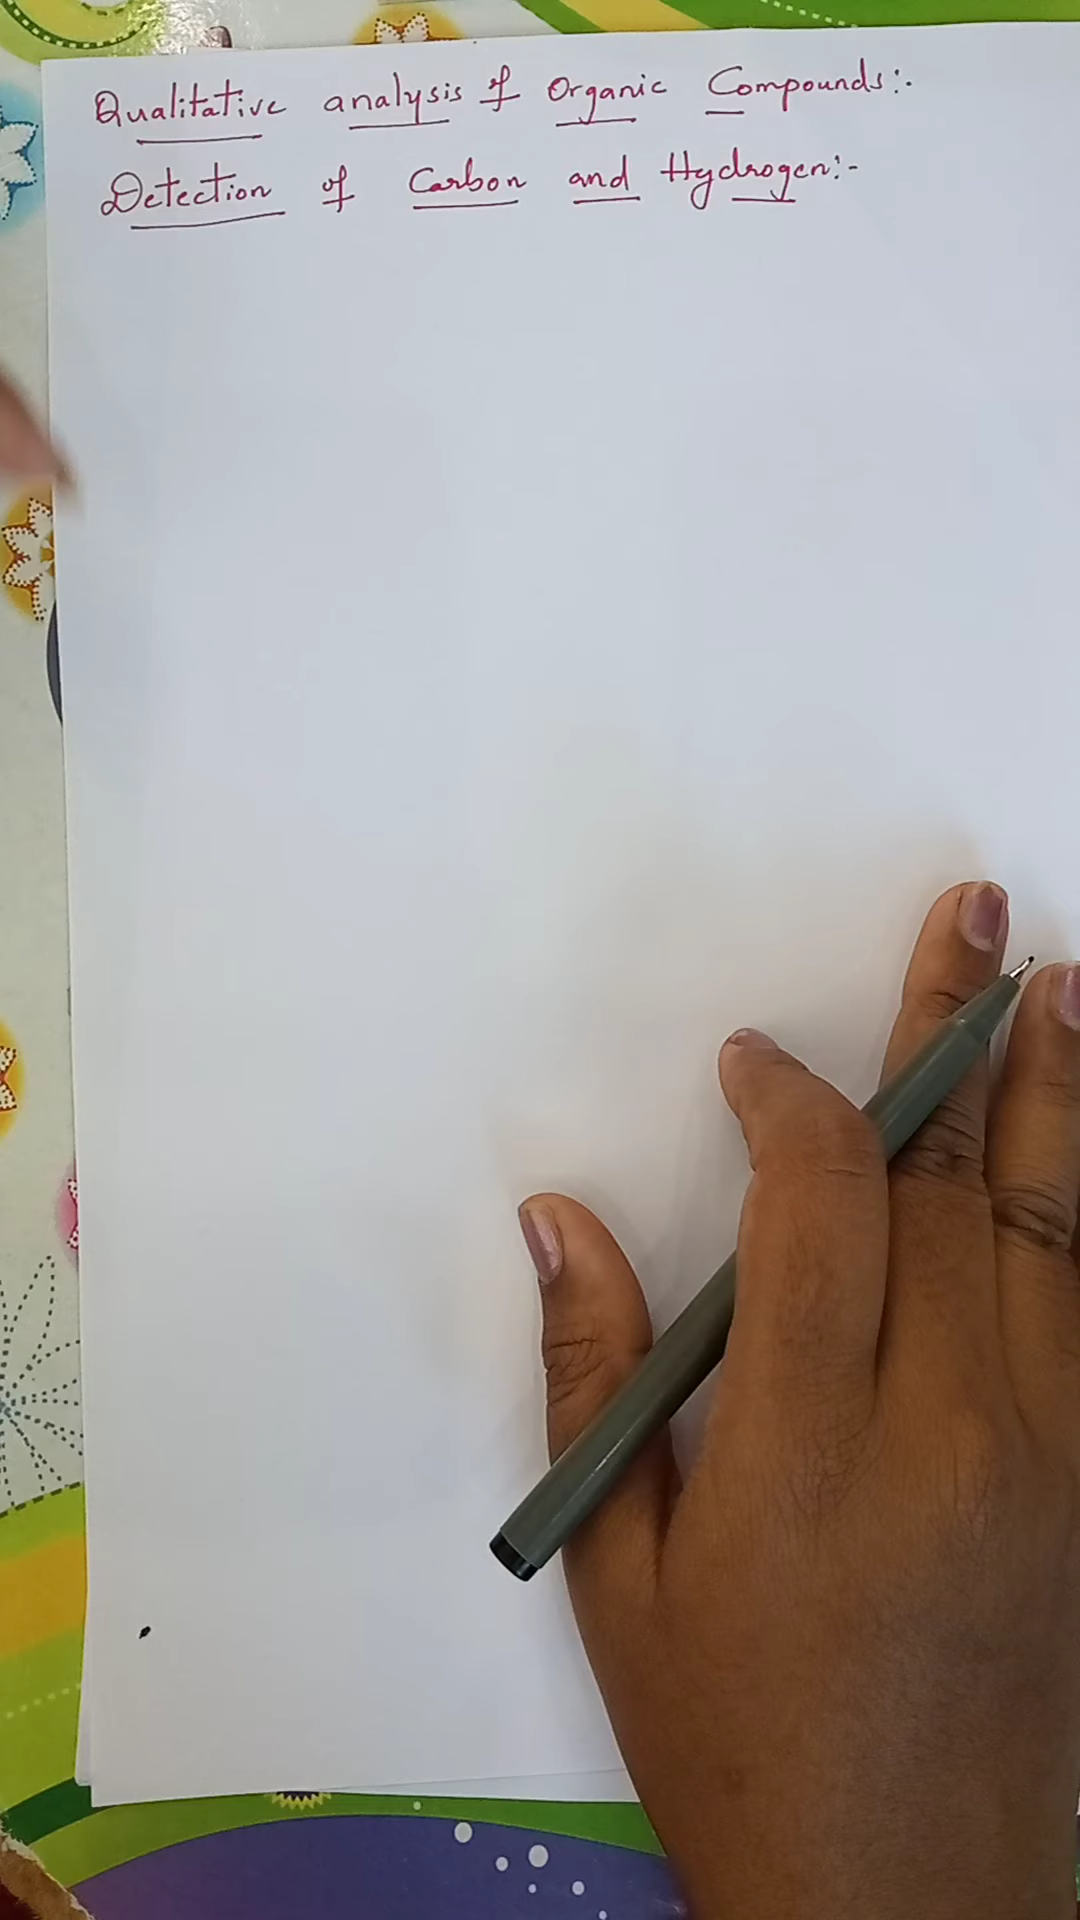 Qualitative analysis of Organic Compounds:-
Detection of Carbon and Hydrogen:-